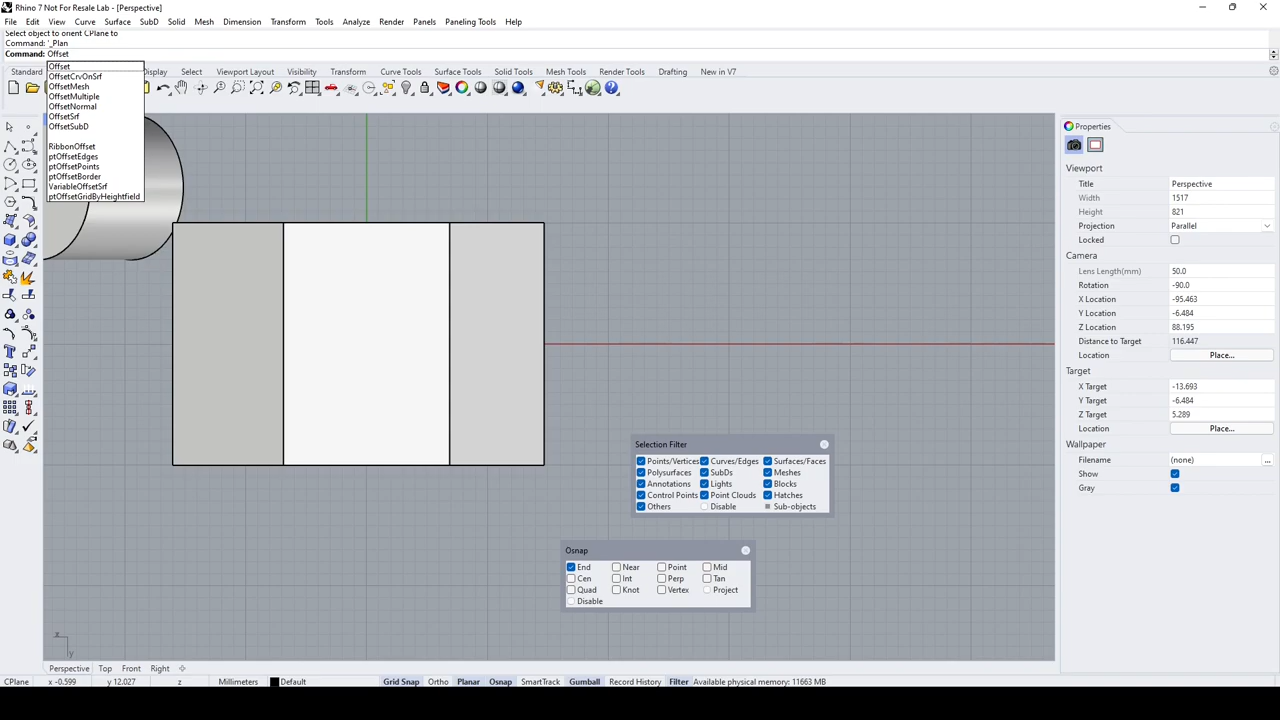 Rhino 7 Not For Resale Lab - [Perspective]
File Edit View Curve Surface SubD Solid Mesh Dimension Transform Tools Analyze Render Panels Paneling Tools Help
Select object to orient CPlane to
Command: '_Plan
Command: Offset
Offset
OffsetCrvOnSrf
OffsetMesh
OffsetMultiple
OffsetNormal
OffsetSrf
OffsetSubD
RibbonOffset
ptOffsetEdges
ptOffsetPoints
ptOffsetBorder
VariableOffsetSrf
ptOffsetGridByHeightfield
Standard Display Select Viewport Layout Visibility Transform Curve Tools Surface Tools Solid Tools Mesh Tools Render Tools Drafting New in V7
Properties
Viewport
Title Perspective
Width 1517
Height 821
Projection Parallel
Locked
Camera
Lens Length(mm) 50.0
Rotation -90.0
X Location -95.463
Y Location -6.484
Z Location 88.195
Distance to Target 116.447
Location Place...
Target
X Target -13.693
Y Target -6.484
Z Target 5.289
Location Place...
Wallpaper
Filename (none) ...
Show
Gray
Selection Filter
Points/Vertices Curves/Edges Surfaces/Faces
Polysurfaces SubDs Meshes
Annotations Lights Blocks
Control Points Point Clouds Hatches
Others Disable Sub-objects
Osnap
End Near Point Mid
Cen Int Perp Tan
Quad Knot Vertex Project
Disable
x
y
Perspective Top Front Right
CPlane x -0.599 y 12.027 z Millimeters Default Grid Snap Ortho Planar Osnap SmartTrack Gumball Record History Filter Available physical memory: 11663 MB